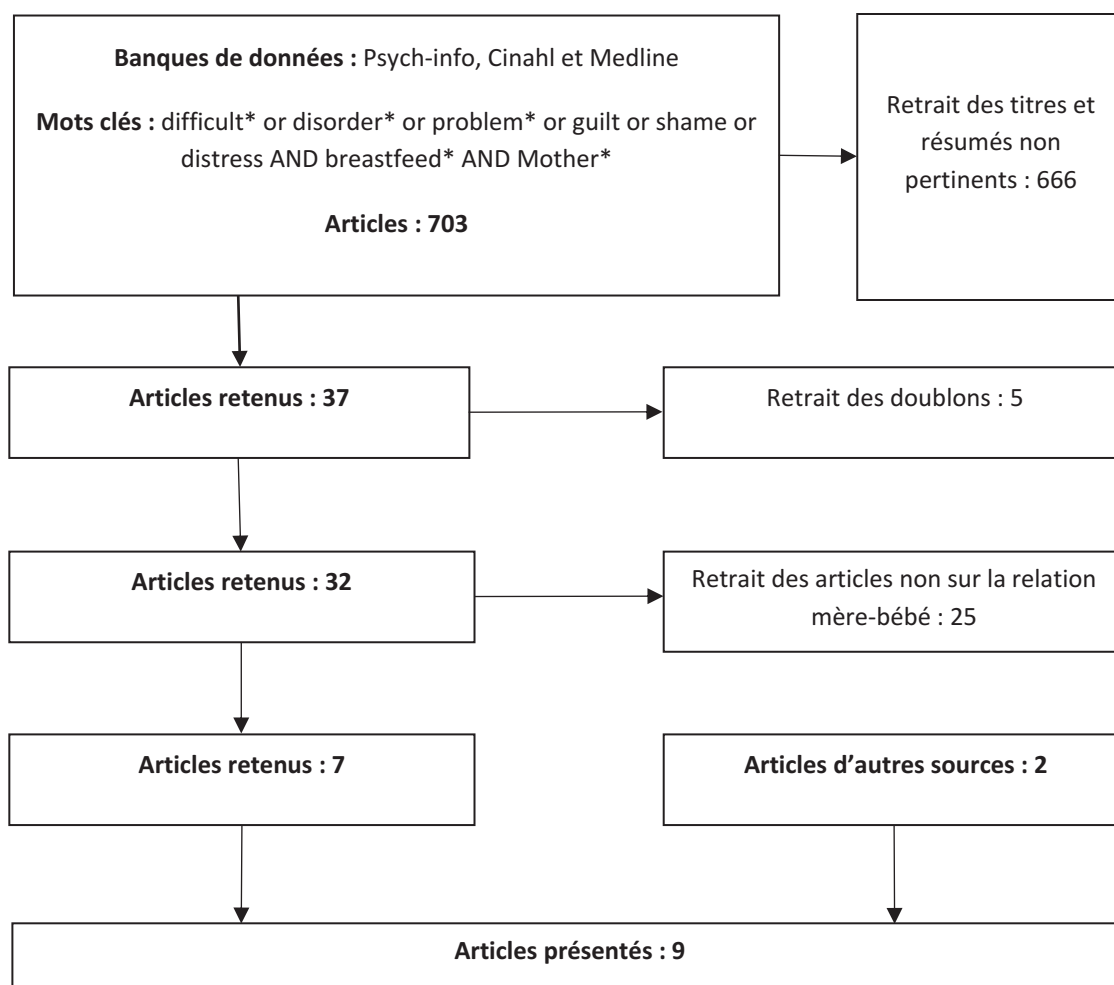 Banques de données : Psych-info, Cinahl et Medline
Mots clés : difficult* or disorder* or problem* or guilt or shame or
distress AND breastfeed* AND Mother*
Articles : 703
Retrait des titres et
résumés non
pertinents : 666
Articles retenus : 37
Retrait des doublons : 5
Articles retenus : 32
Retrait des articles non sur la relation
mère-bébé : 25
Articles retenus : 7
Articles d’autres sources : 2
Articles présentés : 9